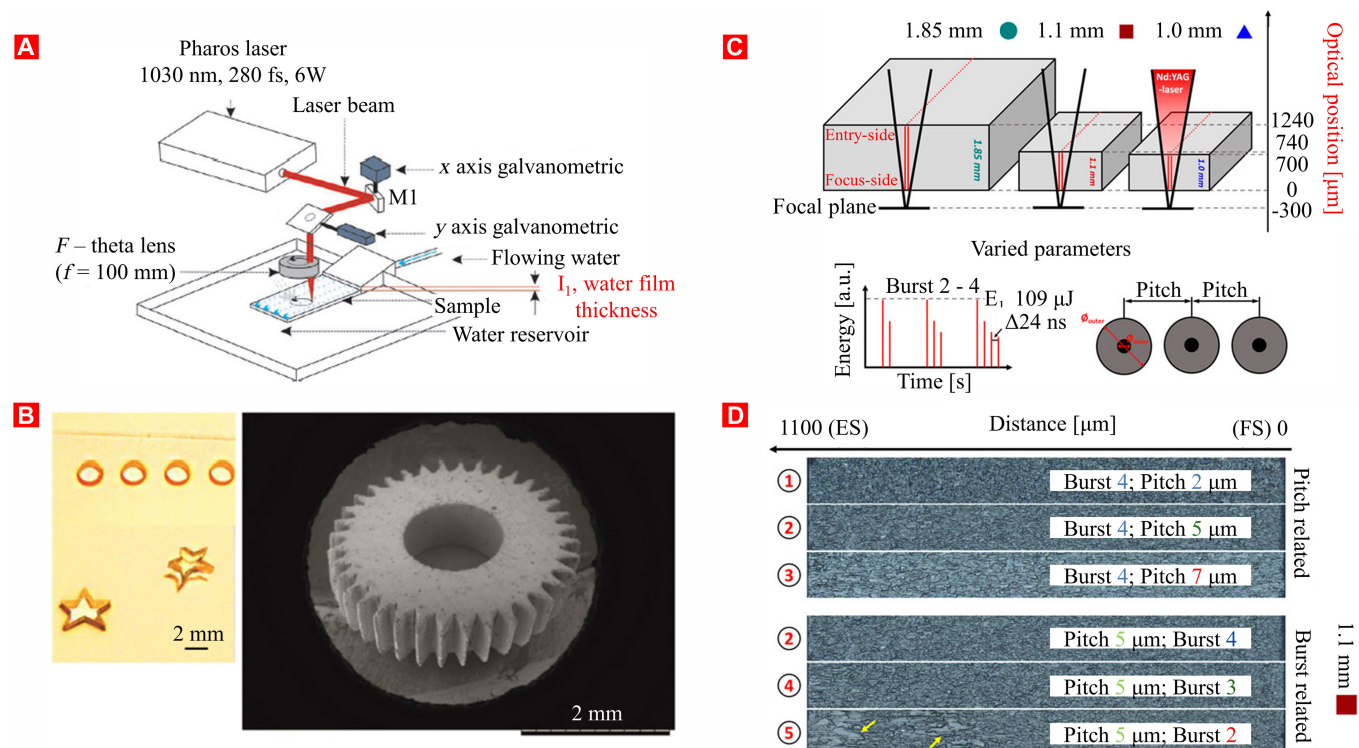 A
Pharos laser
1030 nm, 280 fs, 6W
Laser beam
x axis galvanometric
M1
y axis galvanometric
F – theta lens
(f = 100 mm)
Flowing water
I₁, water film
thickness
Sample
Water reservoir
B
2 mm
2 mm
C
1.85 mm 1.1 mm 1.0 mm
Nd:YAG
-laser
Entry-side
Focus-side
1.85 mm
1.1 mm
1.0 mm
Focal plane
1240
740
700
0
-300
Optical position [µm]
Varied parameters
Burst 2 - 4
E₁ 109 µJ
Δ24 ns
Energy [a.u.]
Time [s]
Pitch Pitch
Ø outer
D
1100 (ES) Distance [µm] (FS) 0
1 Burst 4; Pitch 2 µm
2 Burst 4; Pitch 5 µm
3 Burst 4; Pitch 7 µm
Pitch related
2 Pitch 5 µm; Burst 4
4 Pitch 5 µm; Burst 3
5 Pitch 5 µm; Burst 2
Burst related
1.1 mm